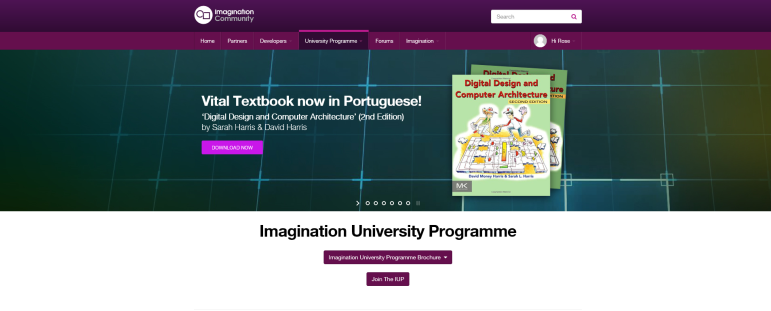 imagination
Community
Search
Home Partners Developers University Programme Forums Imagination Hi Rose
Vital Textbook now in Portuguese!
'Digital Design and Computer Architecture' (2nd Edition)
by Sarah Harris & David Harris
DOWNLOAD NOW
Digital Design and
Computer Architecture
SECOND EDITION
David Money Harris & Sarah L. Harris
MK
Imagination University Programme
Imagination University Programme Brochure
Join The IUP